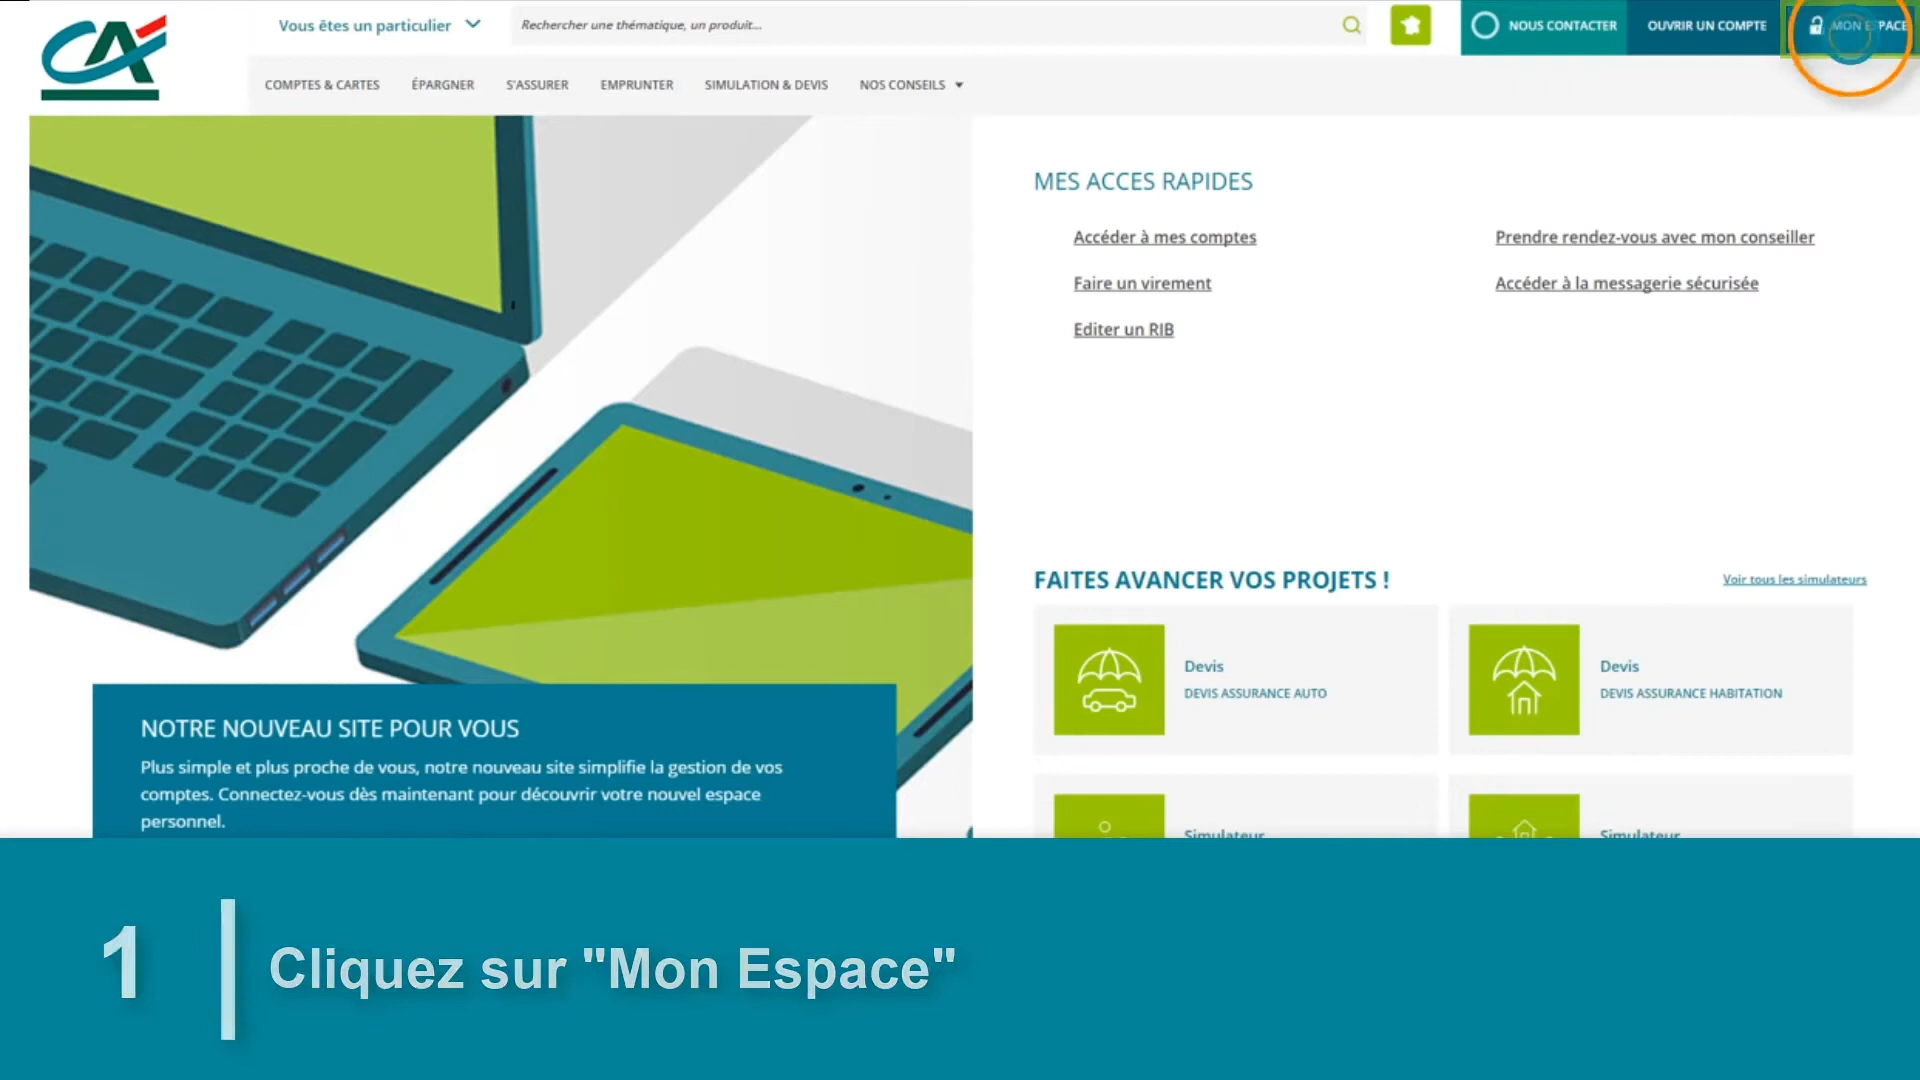 CA
Vous êtes un particulier
Rechercher une thématique, un produit...
NOUS CONTACTER
OUVRIR UN COMPTE
MON ESPACE
COMPTES & CARTES
ÉPARGNER
S'ASSURER
EMPRUNTER
SIMULATION & DEVIS
NOS CONSEILS
MES ACCES RAPIDES
Accéder à mes comptes
Prendre rendez-vous avec mon conseiller
Faire un virement
Accéder à la messagerie sécurisée
Editer un RIB
FAITES AVANCER VOS PROJETS !
Voir tous les simulateurs
Devis
DEVIS ASSURANCE AUTO
Devis
DEVIS ASSURANCE HABITATION
Simulateur
Simulateur
NOTRE NOUVEAU SITE POUR VOUS
Plus simple et plus proche de vous, notre nouveau site simplifie la gestion de vos
comptes. Connectez-vous dès maintenant pour découvrir votre nouvel espace
personnel.
1
Cliquez sur "Mon Espace"